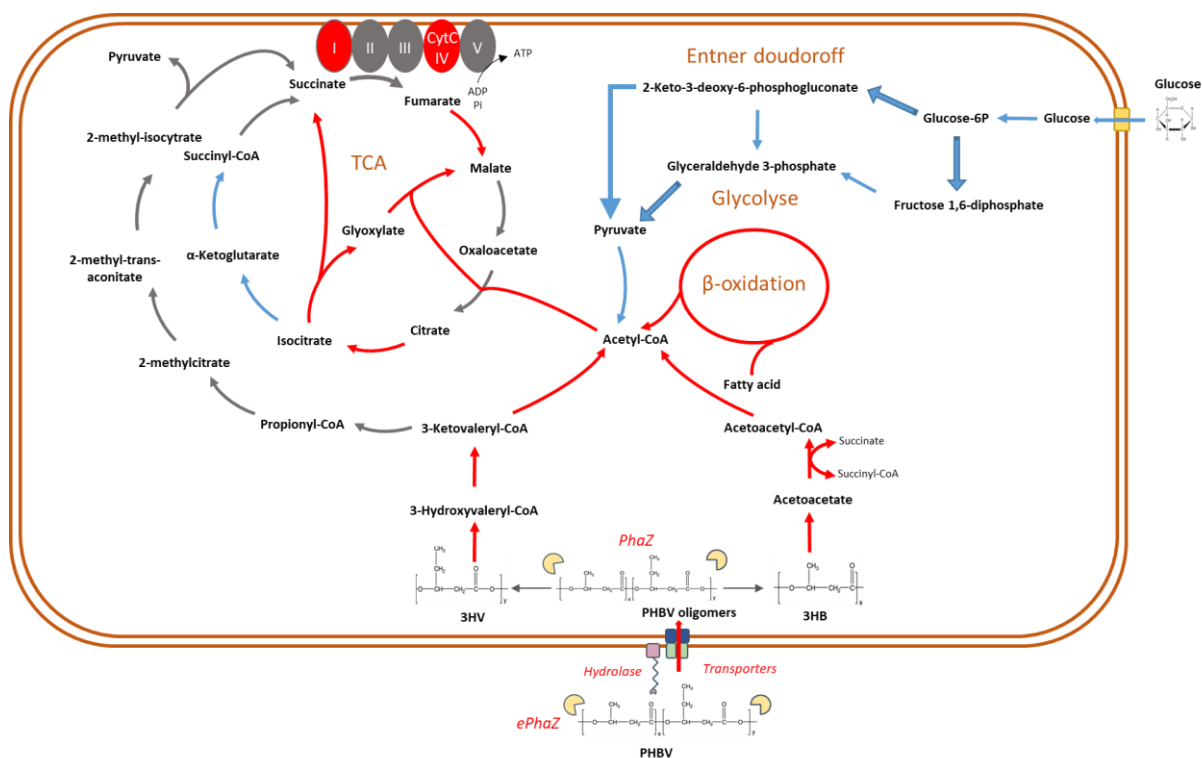 I
II
III
CytC
IV
V
ATP
ADP
Pi
Pyruvate
Succinate
Fumarate
2-methyl-isocytrate
Succinyl-CoA
TCA
Malate
Glyoxylate
Oxaloacetate
2-methyl-trans-
aconitate
α-Ketoglutarate
Isocitrate
Citrate
2-methylcitrate
Propionyl-CoA
3-Ketovaleryl-CoA
3-Hydroxyvaleryl-CoA
Entner doudoroff
2-Keto-3-deoxy-6-phosphogluconate
Glucose-6P
Glucose
Glucose
Glyceraldehyde 3-phosphate
Fructose 1,6-diphosphate
Glycolyse
Pyruvate
β-oxidation
Acetyl-CoA
Fatty acid
Acetoacetyl-CoA
Succinate
Succinyl-CoA
Acetoacetate
PhaZ
3HV
PHBV oligomers
3HB
Hydrolase
Transporters
ePhaZ
PHBV